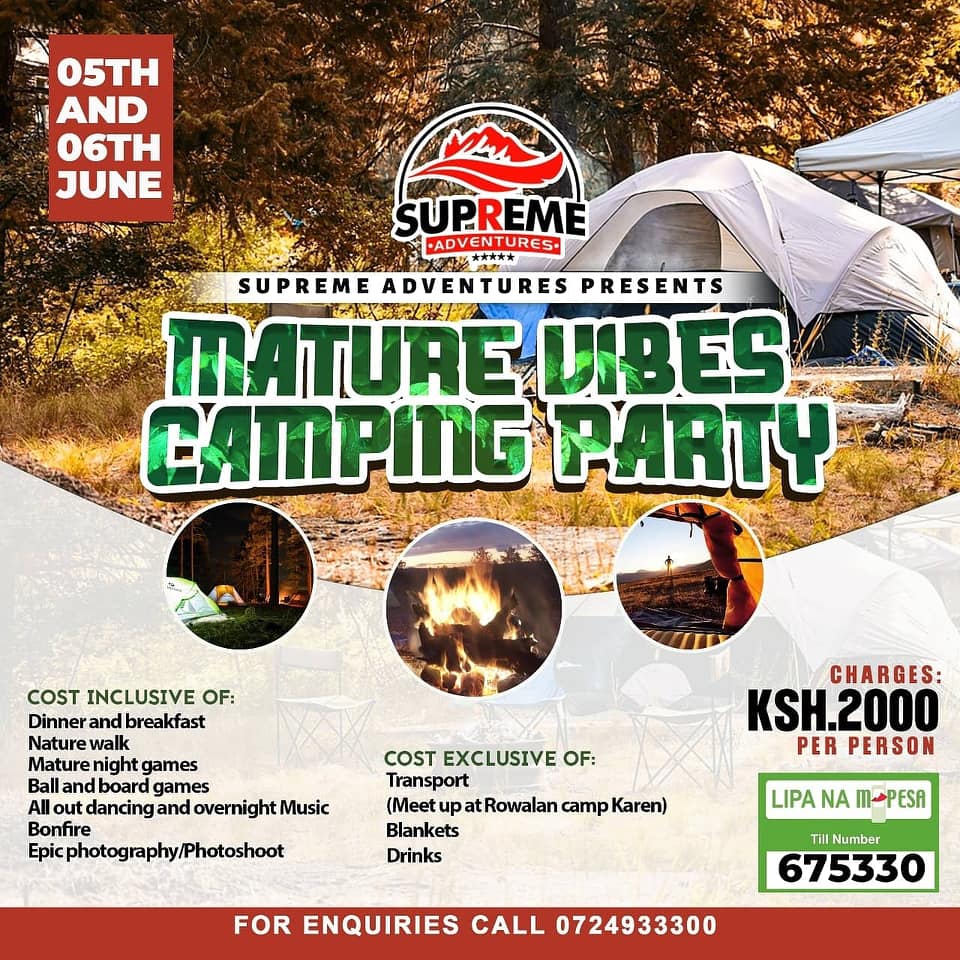 05TH
AND
06TH
JUNE
SUPREME
•ADVENTURES•
★★★★★
SUPREME ADVENTURES PRESENTS
MATURE VIBES
CAMPING PARTY
COST INCLUSIVE OF:
Dinner and breakfast
Nature walk
Mature night games
Ball and board games
All out dancing and overnight Music
Bonfire
Epic photography/Photoshoot
COST EXCLUSIVE OF:
Transport
(Meet up at Rowalan camp Karen)
Blankets
Drinks
CHARGES:
KSH.2000
PER PERSON
LIPA NA M-PESA
Till Number
675330
FOR ENQUIRIES CALL 0724933300